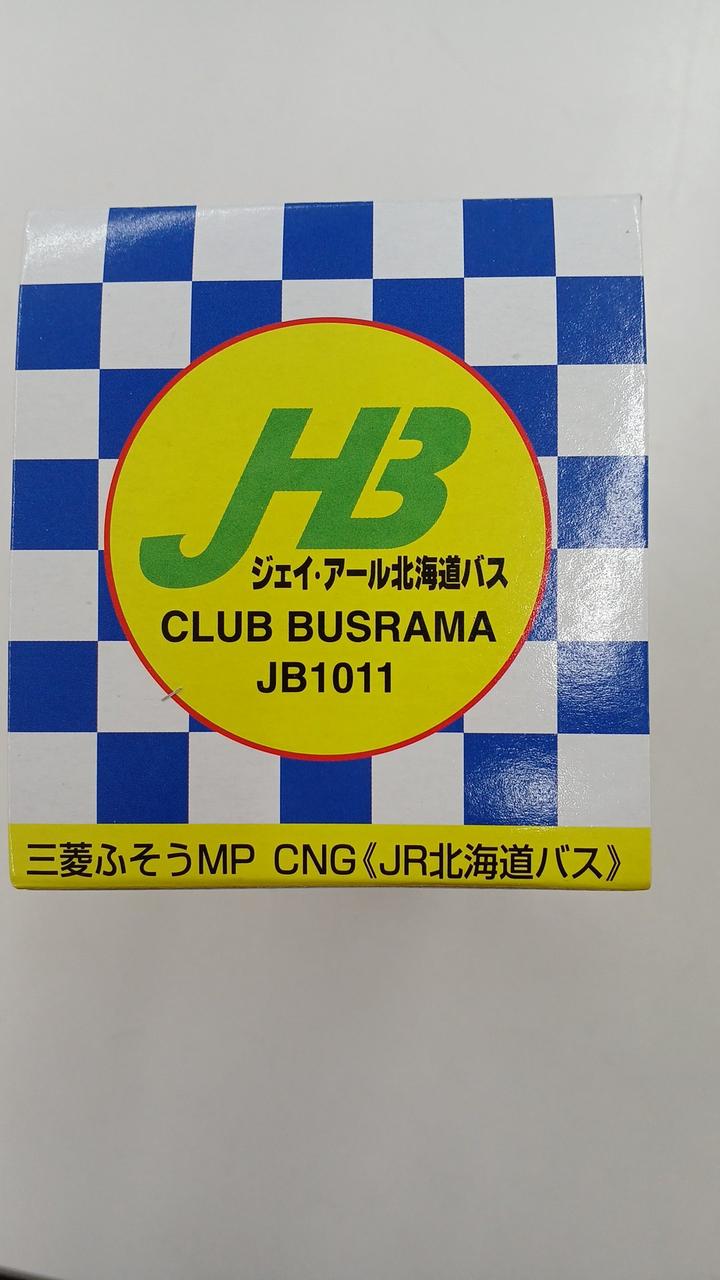 JHB
ジェイ・アール北海道バス
CLUB BUSRAMA
JB1011
三菱ふそうMP CNG《JR北海道バス》